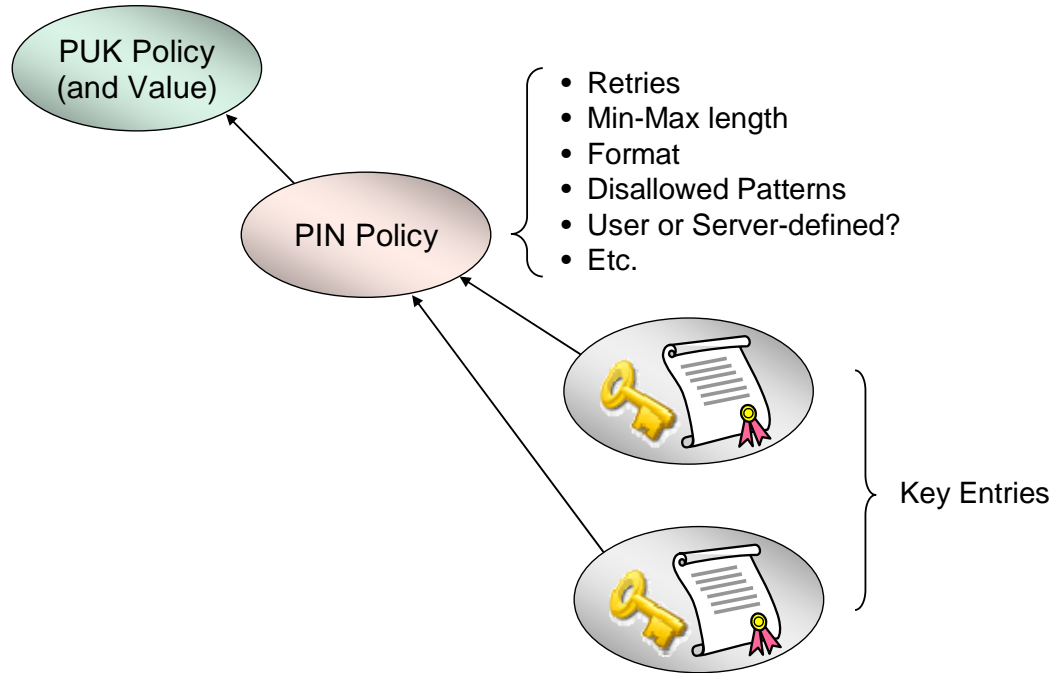 PUK Policy
(and Value)
• Retries
• Min-Max length
• Format
• Disallowed Patterns
• User or Server-defined?
• Etc.
PIN Policy
Key Entries